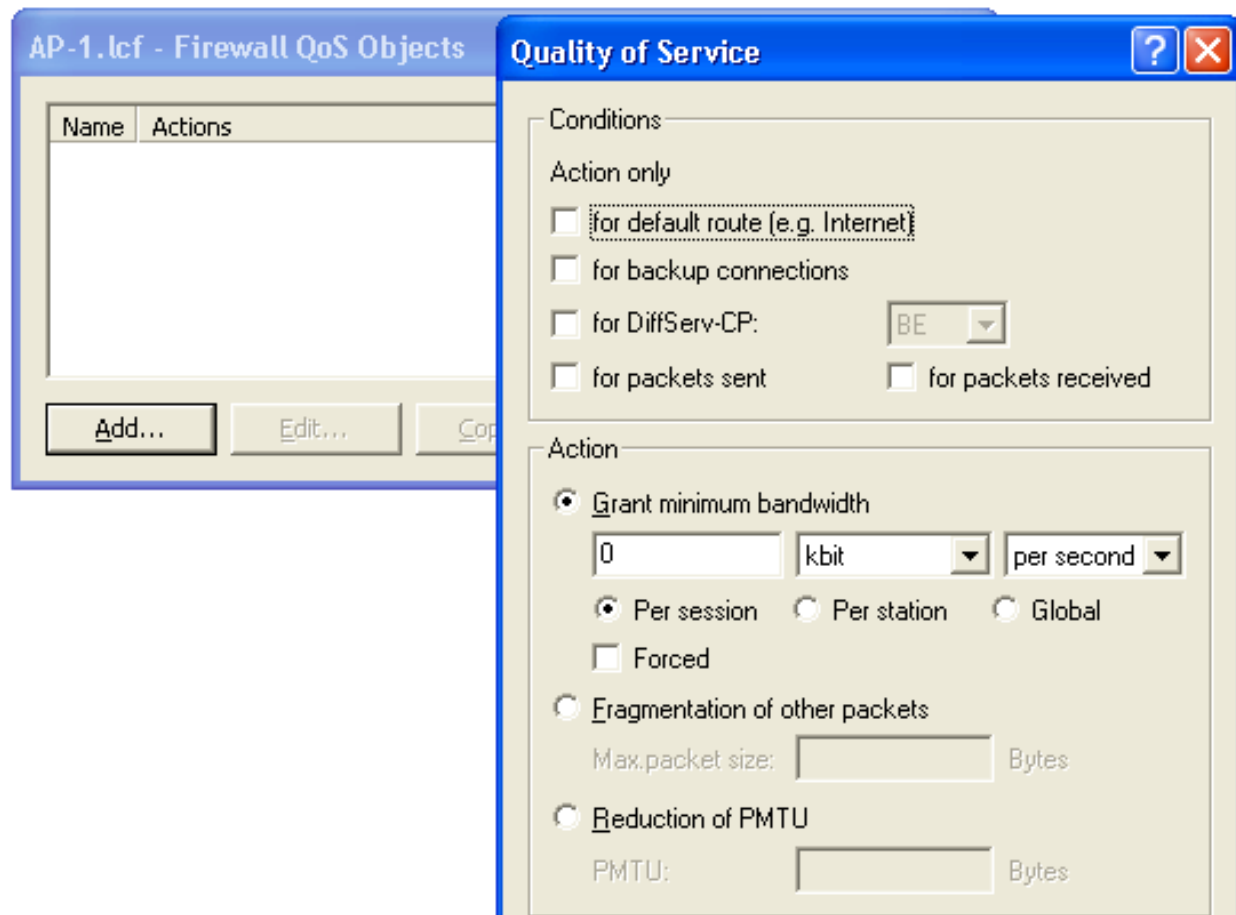 AP-1.lcf - Firewall QoS Objects
Name Actions
Add... Edit...
Quality of Service ?
Conditions
Action only
for default route (e.g. Internet)
for backup connections
for DiffServ-CP: BE
for packets sent for packets received
Action
Grant minimum bandwidth
0 kbit per second
Per session Per station Global
Forced
Fragmentation of other packets
Max.packet size: Bytes
Reduction of PMTU
PMTU: Bytes